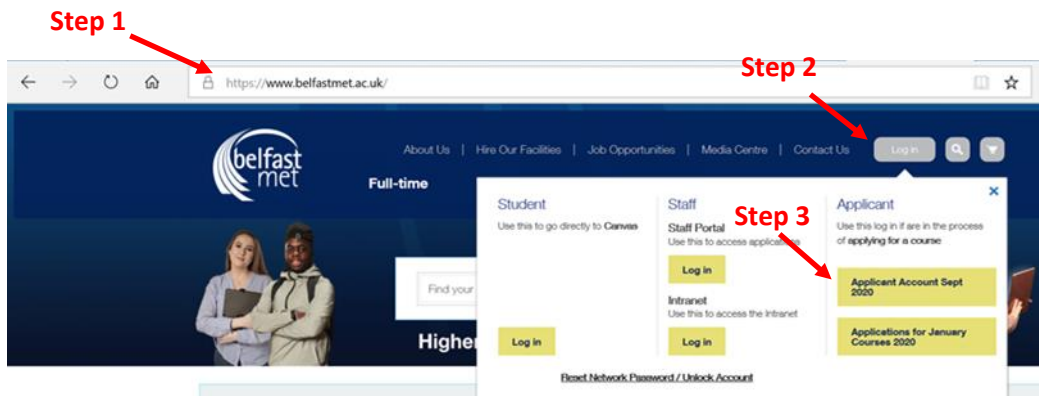 Step 1
Step 2
https://www.belfastmet.ac.uk/
belfast
met
About Us | Hire Our Facilities | Job Opportunities | Media Centre | Contact Us
Log in
Full-time
Student
Use this to go directly to Canvas
Log in
Staff
Staff Portal
Use this to access applications
Log in
Intranet
Use this to access the Intranet
Log in
Step 3
Applicant
Use this log in if are in the process
of applying for a course
Applicant Account Sept
2020
Applications for January
Courses 2020
Find your
Higher
Reset Network Password / Unlock Account